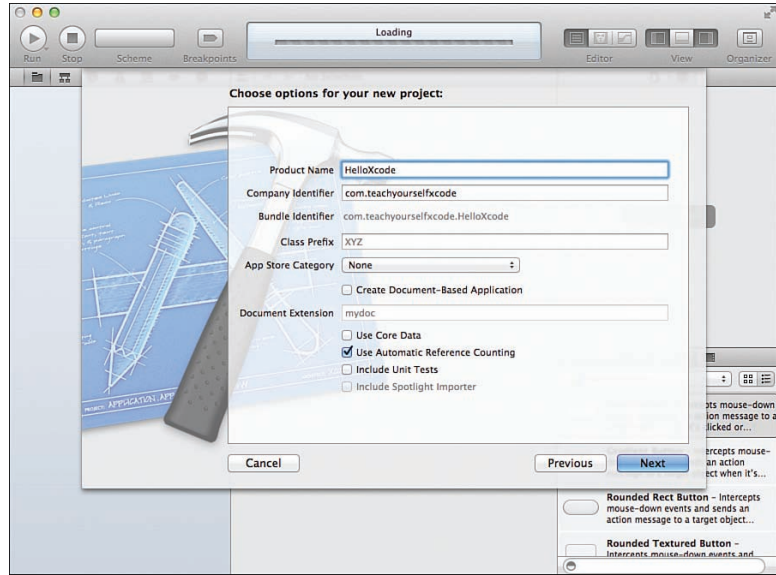 Loading
Run Stop Scheme Breakpoints Editor View Organizer
Choose options for your new project:
Product Name HelloXcode
Company Identifier com.teachyourselfxcode
Bundle Identifier com.teachyourselfxcode.HelloXcode
Class Prefix XYZ
App Store Category None
Create Document-Based Application
Document Extension mydoc
Use Core Data
Use Automatic Reference Counting
Include Unit Tests
Include Spotlight Importer
Cancel Previous Next
APPLICATION.APP
pts mouse-down
ion message to a
licked or...
ercepts mouse-
an action
ect when it's...
Rounded Rect Button – Intercepts
mouse-down events and sends an
action message to a target object...
Rounded Textured Button –
Intercepts mouse-down events and